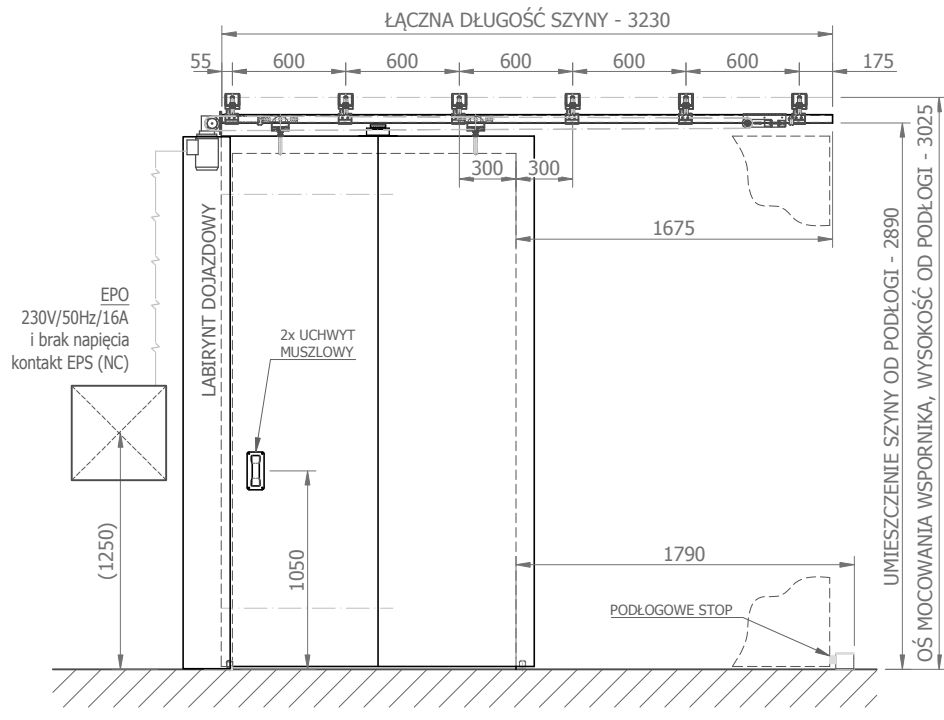 ŁĄCZNA DŁUGOŚĆ SZYNY - 3230
55
600
600
600
600
600
175
300
300
1675
EPO
230V/50Hz/16A
i brak napięcia
kontakt EPS (NC)
LABIRYNT DOJAZDOWY
2x UCHWYT
MUSZLOWY
(1250)
1050
1790
PODŁOGOWE STOP
UMIESZCZENIE SZYNY OD PODŁOGI - 2890
OŚ MOCOWANIA WSPORNIKA, WYSOKOŚĆ OD PODŁOGI - 3025